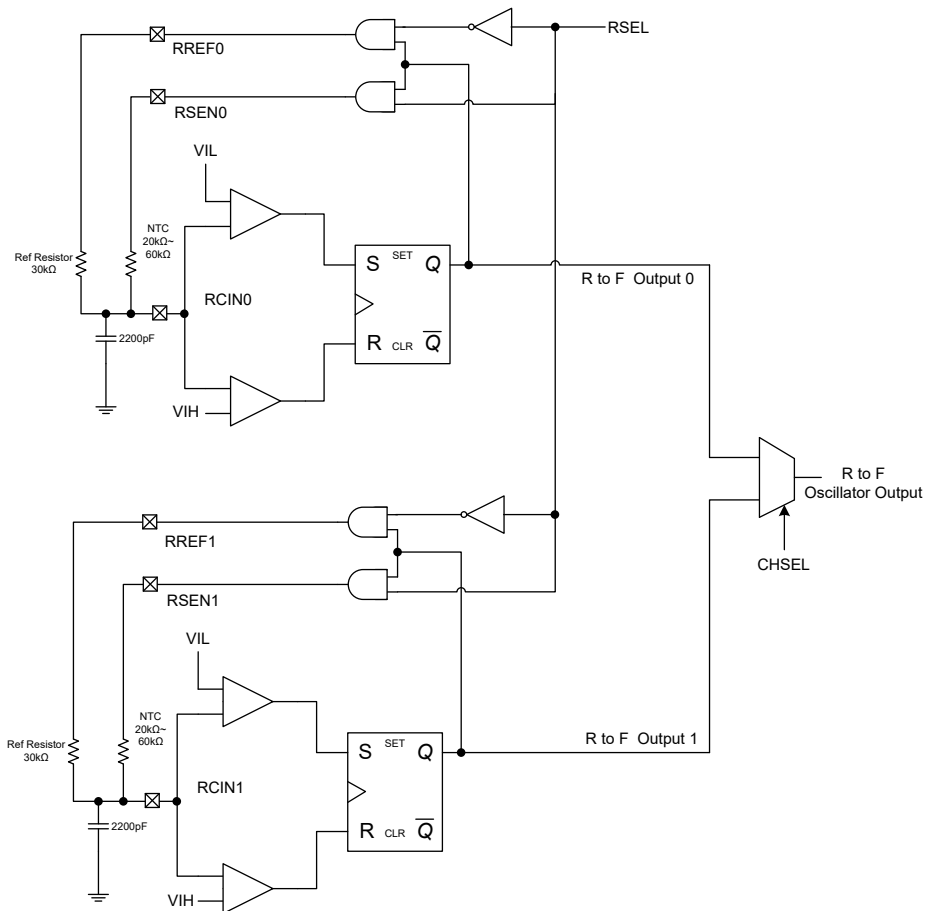 RSEL
RREF0
RSEN0
VIL
NTC
20kΩ~
60kΩ
Ref Resistor
30kΩ
S SET Q
RCIN0
R to F Output 0
2200pF
R CLR Q
VIH
R to F
Oscillator Output
RREF1
CHSEL
RSEN1
VIL
NTC
20kΩ~
60kΩ
R to F Output 1
Ref Resistor
30kΩ
S SET Q
RCIN1
2200pF
R CLR Q
VIH